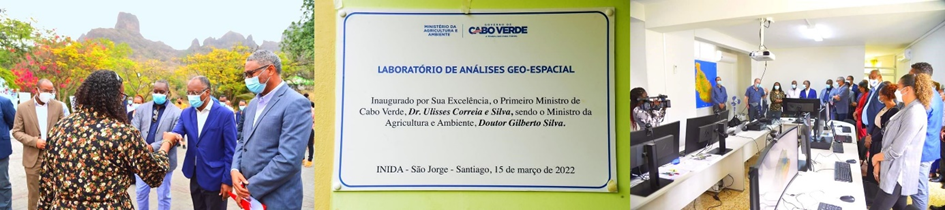 MINISTÉRIO DA
AGRICULTURA E
AMBIENTE
GOVERNO DE
CABO VERDE
LABORATÓRIO DE ANÁLISES GEO-ESPACIAL
Inaugurado por Sua Excelência, o Primeiro Ministro de
Cabo Verde, Dr. Ulisses Correia e Silva, sendo o Ministro da
Agricultura e Ambiente, Doutor Gilberto Silva.
INIDA - São Jorge - Santiago, 15 de março de 2022